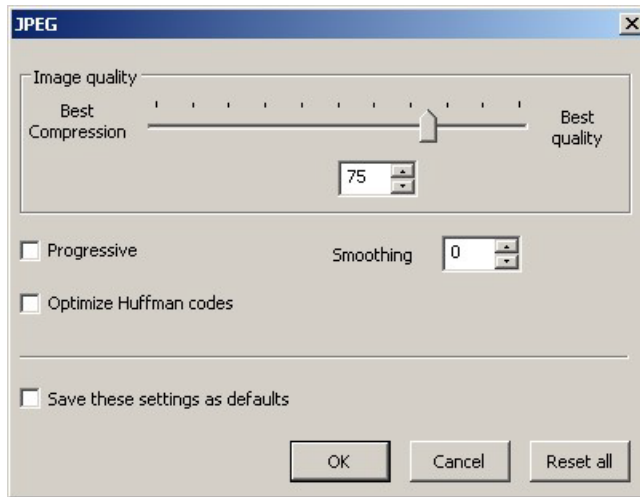 JPEG
Image quality
Best
Compression
Best
quality
75
Progressive
Smoothing
0
Optimize Huffman codes
Save these settings as defaults
OK
Cancel
Reset all